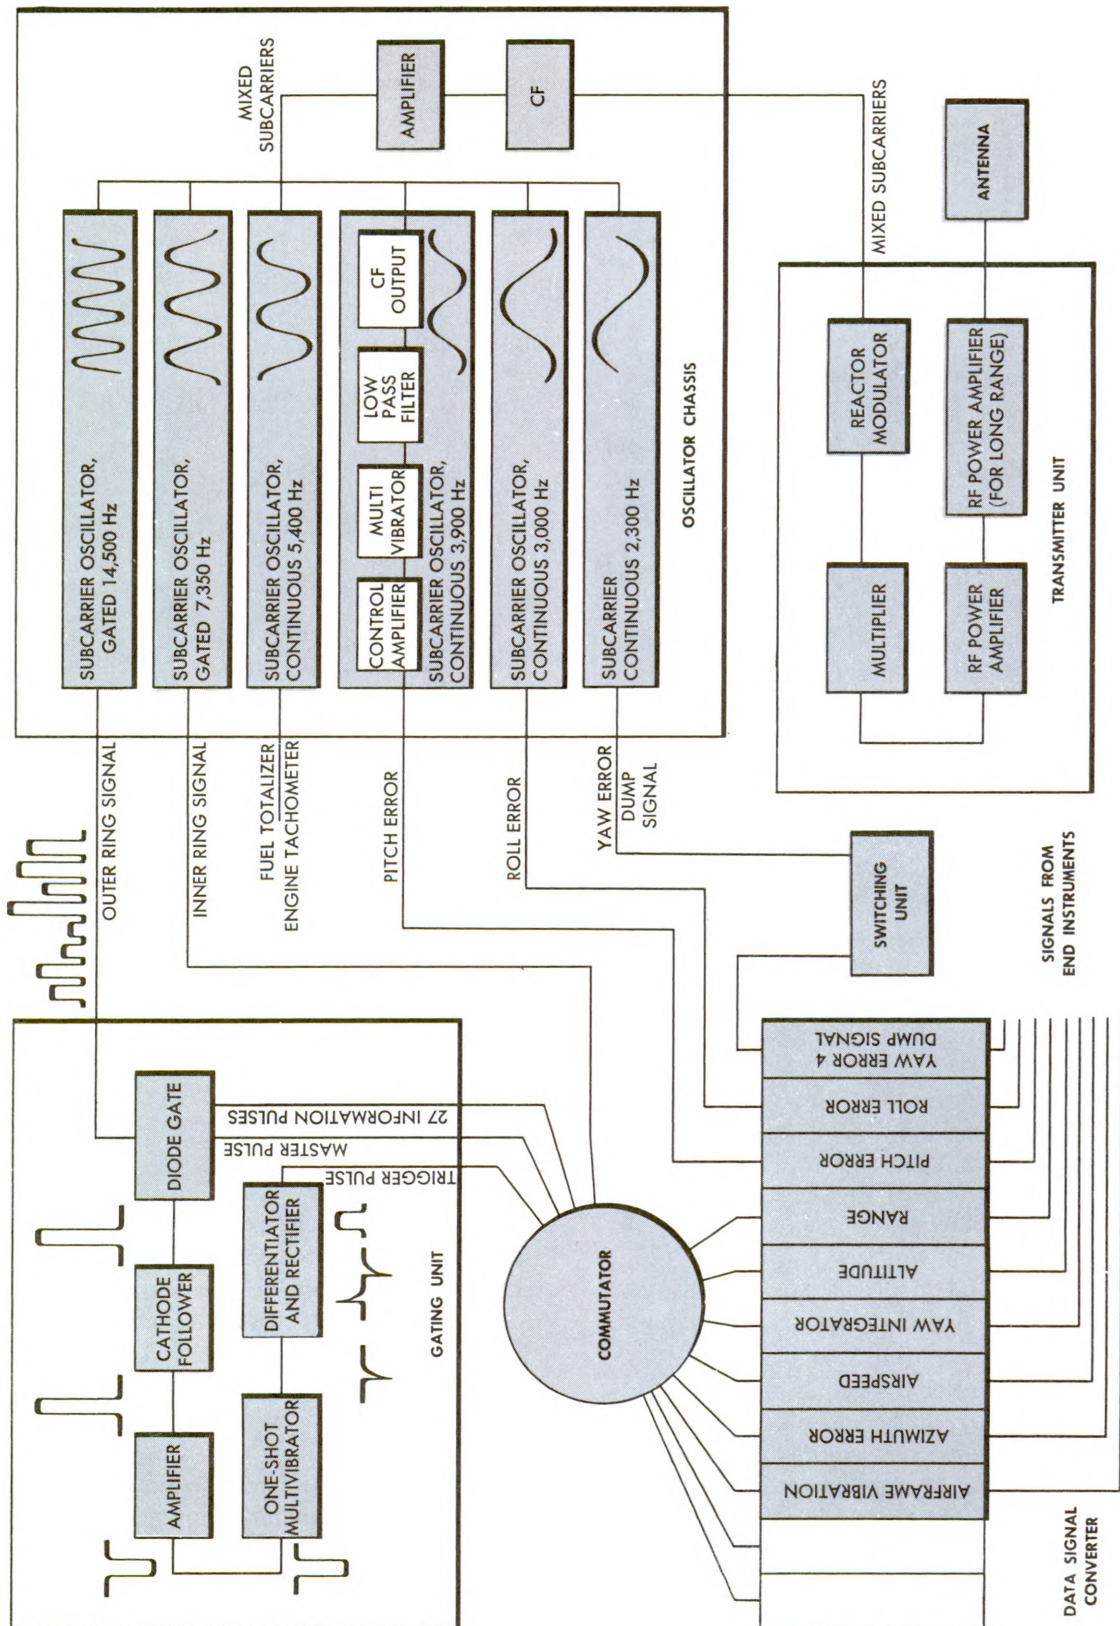 DIODE GATE
CATHODE
FOLLOWER
AMPLIFIER
DIFFERENTIATOR
AND RECTIFIER
ONE-SHOT
MULTIVIBRATOR
GATING UNIT
27 INFORMATION PULSES
MASTER PULSE
TRIGGER PULSE
OUTER RING SIGNAL
INNER RING SIGNAL
FUEL TOTALIZER
ENGINE TACHOMETER
PITCH ERROR
ROLL ERROR
YAW ERROR
DUMP
SIGNAL
SUBCARRIER OSCILLATOR,
GATED 14,500 Hz
SUBCARRIER OSCILLATOR,
GATED 7,350 Hz
SUBCARRIER OSCILLATOR,
CONTINUOUS 5,400 Hz
CONTROL
AMPLIFIER
MULTI
VIBRATOR
LOW
PASS
FILTER
CF
OUTPUT
SUBCARRIER OSCILLATOR,
CONTINUOUS 3,900 Hz
SUBCARRIER OSCILLATOR,
CONTINUOUS 3,000 Hz
SUBCARRIER
CONTINUOUS 2,300 Hz
OSCILLATOR CHASSIS
MIXED
SUBCARRIERS
AMPLIFIER
CF
MIXED SUBCARRIERS
COMMUTATOR
AIRFRAME VIBRATION
AZIMUTH ERROR
AIRSPEED
YAW INTEGRATOR
ALTITUDE
RANGE
PITCH ERROR
ROLL ERROR
YAW ERROR 4
DUMP SIGNAL
DATA SIGNAL
CONVERTER
SWITCHING
UNIT
SIGNALS FROM
END INSTRUMENTS
MULTIPLIER
REACTOR
MODULATOR
RF POWER
AMPLIFIER
RF POWER AMPLIFIER
(FOR LONG RANGE)
TRANSMITTER UNIT
ANTENNA